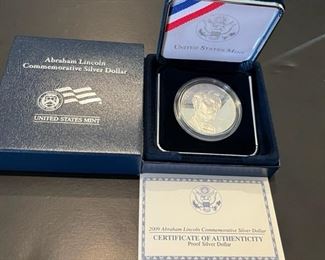 Abraham Lincoln
Commemorative Silver Dollar
UNITED STATES MINT
UNITED STATES MINT
2009 Abraham Lincoln Commemorative Silver Dollar
CERTIFICATE OF AUTHENTICITY
Proof Silver Dollar